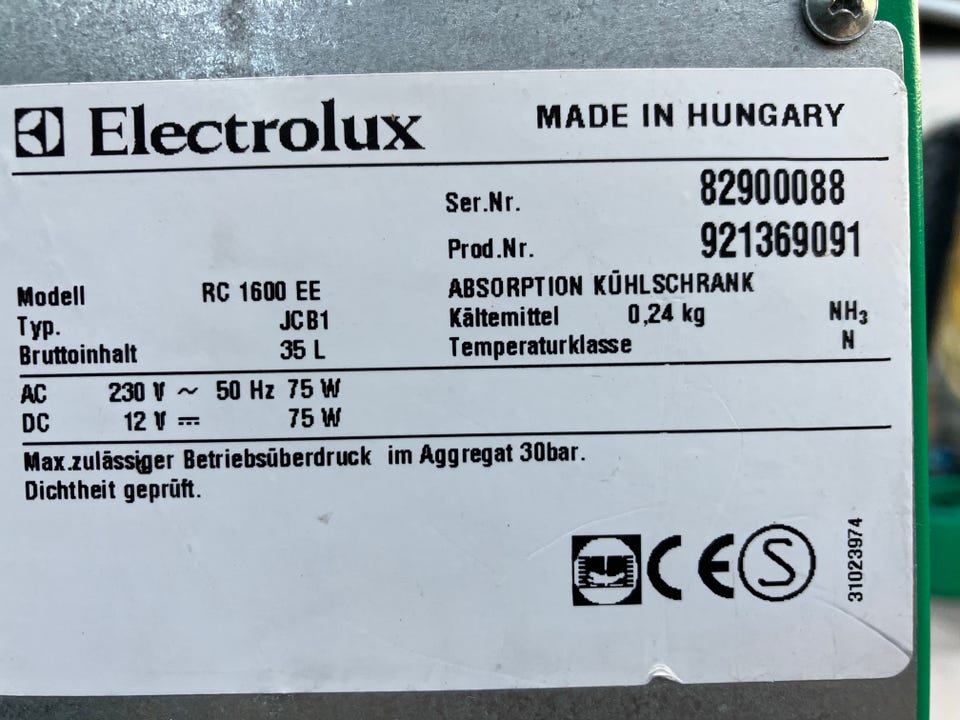 Electrolux MADE IN HUNGARY
Ser.Nr. 82900088
Prod.Nr. 921369091
Modell RC 1600 EE ABSORPTION KÜHLSCHRANK
Typ. JCB1 Kältemittel 0,24 kg NH₃
Bruttoinhalt 35 L Temperaturklasse N
AC 230 V ~ 50 Hz 75 W
DC 12 V ⎓ 75 W
Max.zulässiger Betriebsüberdruck im Aggregat 30bar.
Dichtheit geprüft.
CE S
31023974